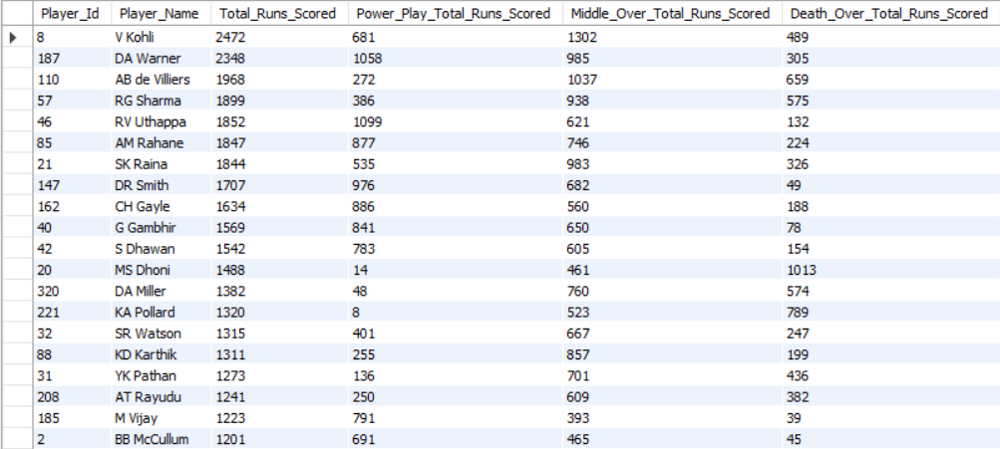 Player_Id Player_Name Total_Runs_Scored Power_Play_Total_Runs_Scored Middle_Over_Total_Runs_Scored Death_Over_Total_Runs_Scored
8 V Kohli 2472 681 1302 489
187 DA Warner 2348 1058 985 305
110 AB de Villiers 1968 272 1037 659
57 RG Sharma 1899 386 938 575
46 RV Uthappa 1852 1099 621 132
85 AM Rahane 1847 877 746 224
21 SK Raina 1844 535 983 326
147 DR Smith 1707 976 682 49
162 CH Gayle 1634 886 560 188
40 G Gambhir 1569 841 650 78
42 S Dhawan 1542 783 605 154
20 MS Dhoni 1488 14 461 1013
320 DA Miller 1382 48 760 574
221 KA Pollard 1320 8 523 789
32 SR Watson 1315 401 667 247
88 KD Karthik 1311 255 857 199
31 YK Pathan 1273 136 701 436
208 AT Rayudu 1241 250 609 382
185 M Vijay 1223 791 393 39
2 BB McCullum 1201 691 465 45